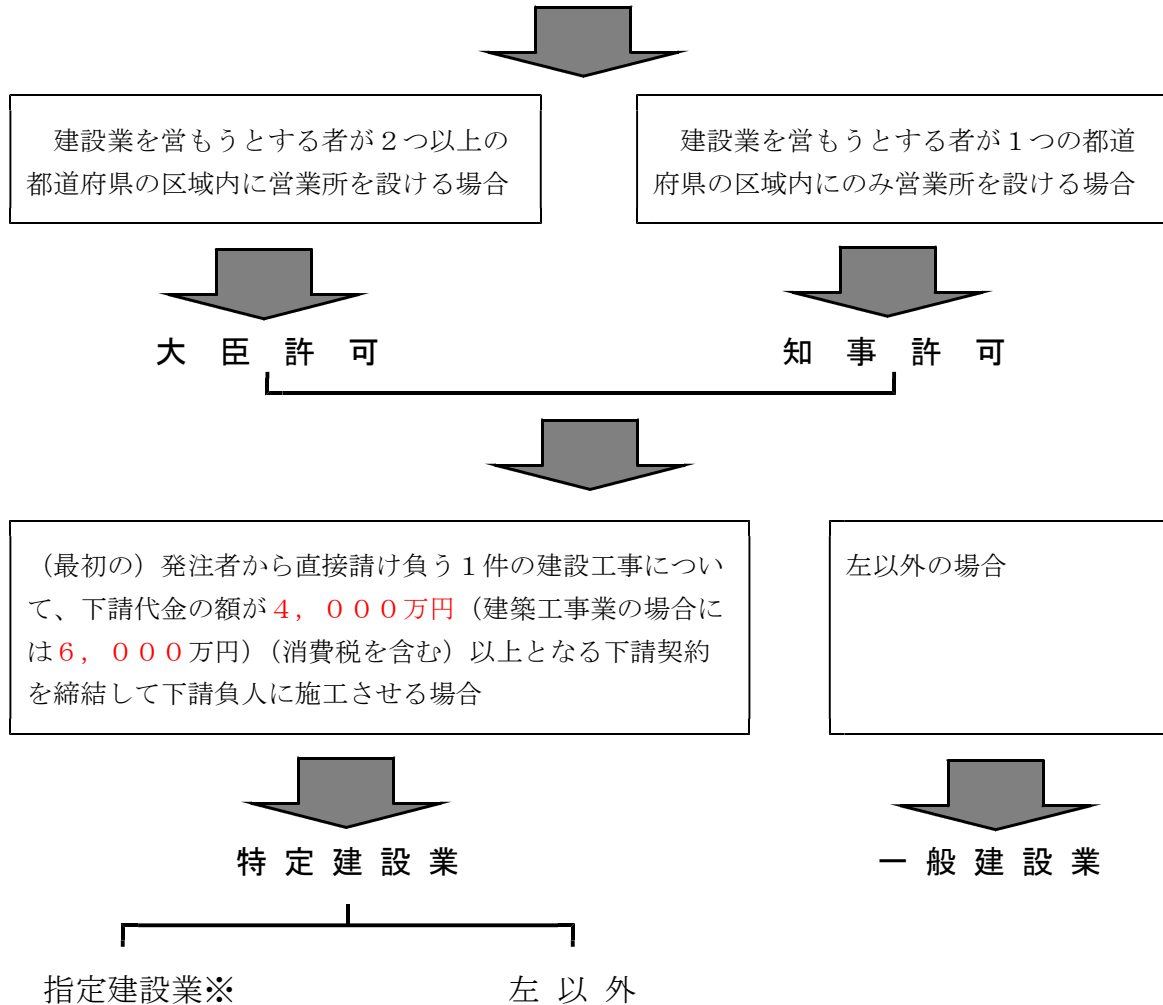 建設業を営もうとする者が２つ以上の
都道府県の区域内に営業所を設ける場合
建設業を営もうとする者が１つの都道
府県の区域内にのみ営業所を設ける場合
大　臣　許　可
知　事　許　可
（最初の）発注者から直接請け負う１件の建設工事につい
て、下請代金の額が４，０００万円（建築工事業の場合に
は６，０００万円）（消費税を含む）以上となる下請契約
を締結して下請負人に施工させる場合
左以外の場合
特 定 建 設 業
一 般 建 設 業
指定建設業※
左 以 外